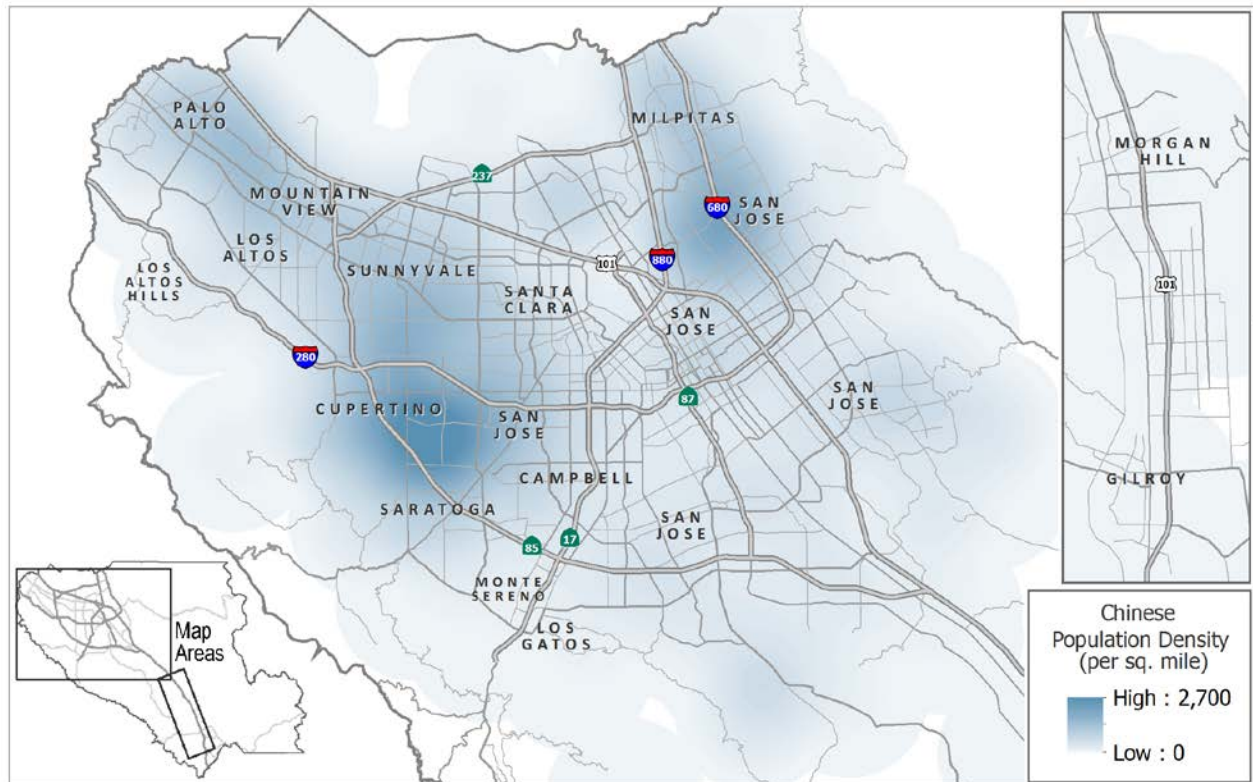 PALO
ALTO
MILPITAS
MORGAN
HILL
237
MOUNTAIN
VIEW
680
SAN
JOSE
LOS
ALTOS
LOS
ALTOS
HILLS
SUNNYVALE
101
880
101
SANTA
CLARA
SAN
JOSE
280
CUPERTINO
SAN
JOSE
87
SAN
JOSE
CAMPBELL
GILROY
SARATOGA
SAN
JOSE
85
17
MONTE
SERENO
LOS
GATOS
Map
Areas
Chinese
Population Density
(per sq. mile)
High : 2,700
Low : 0